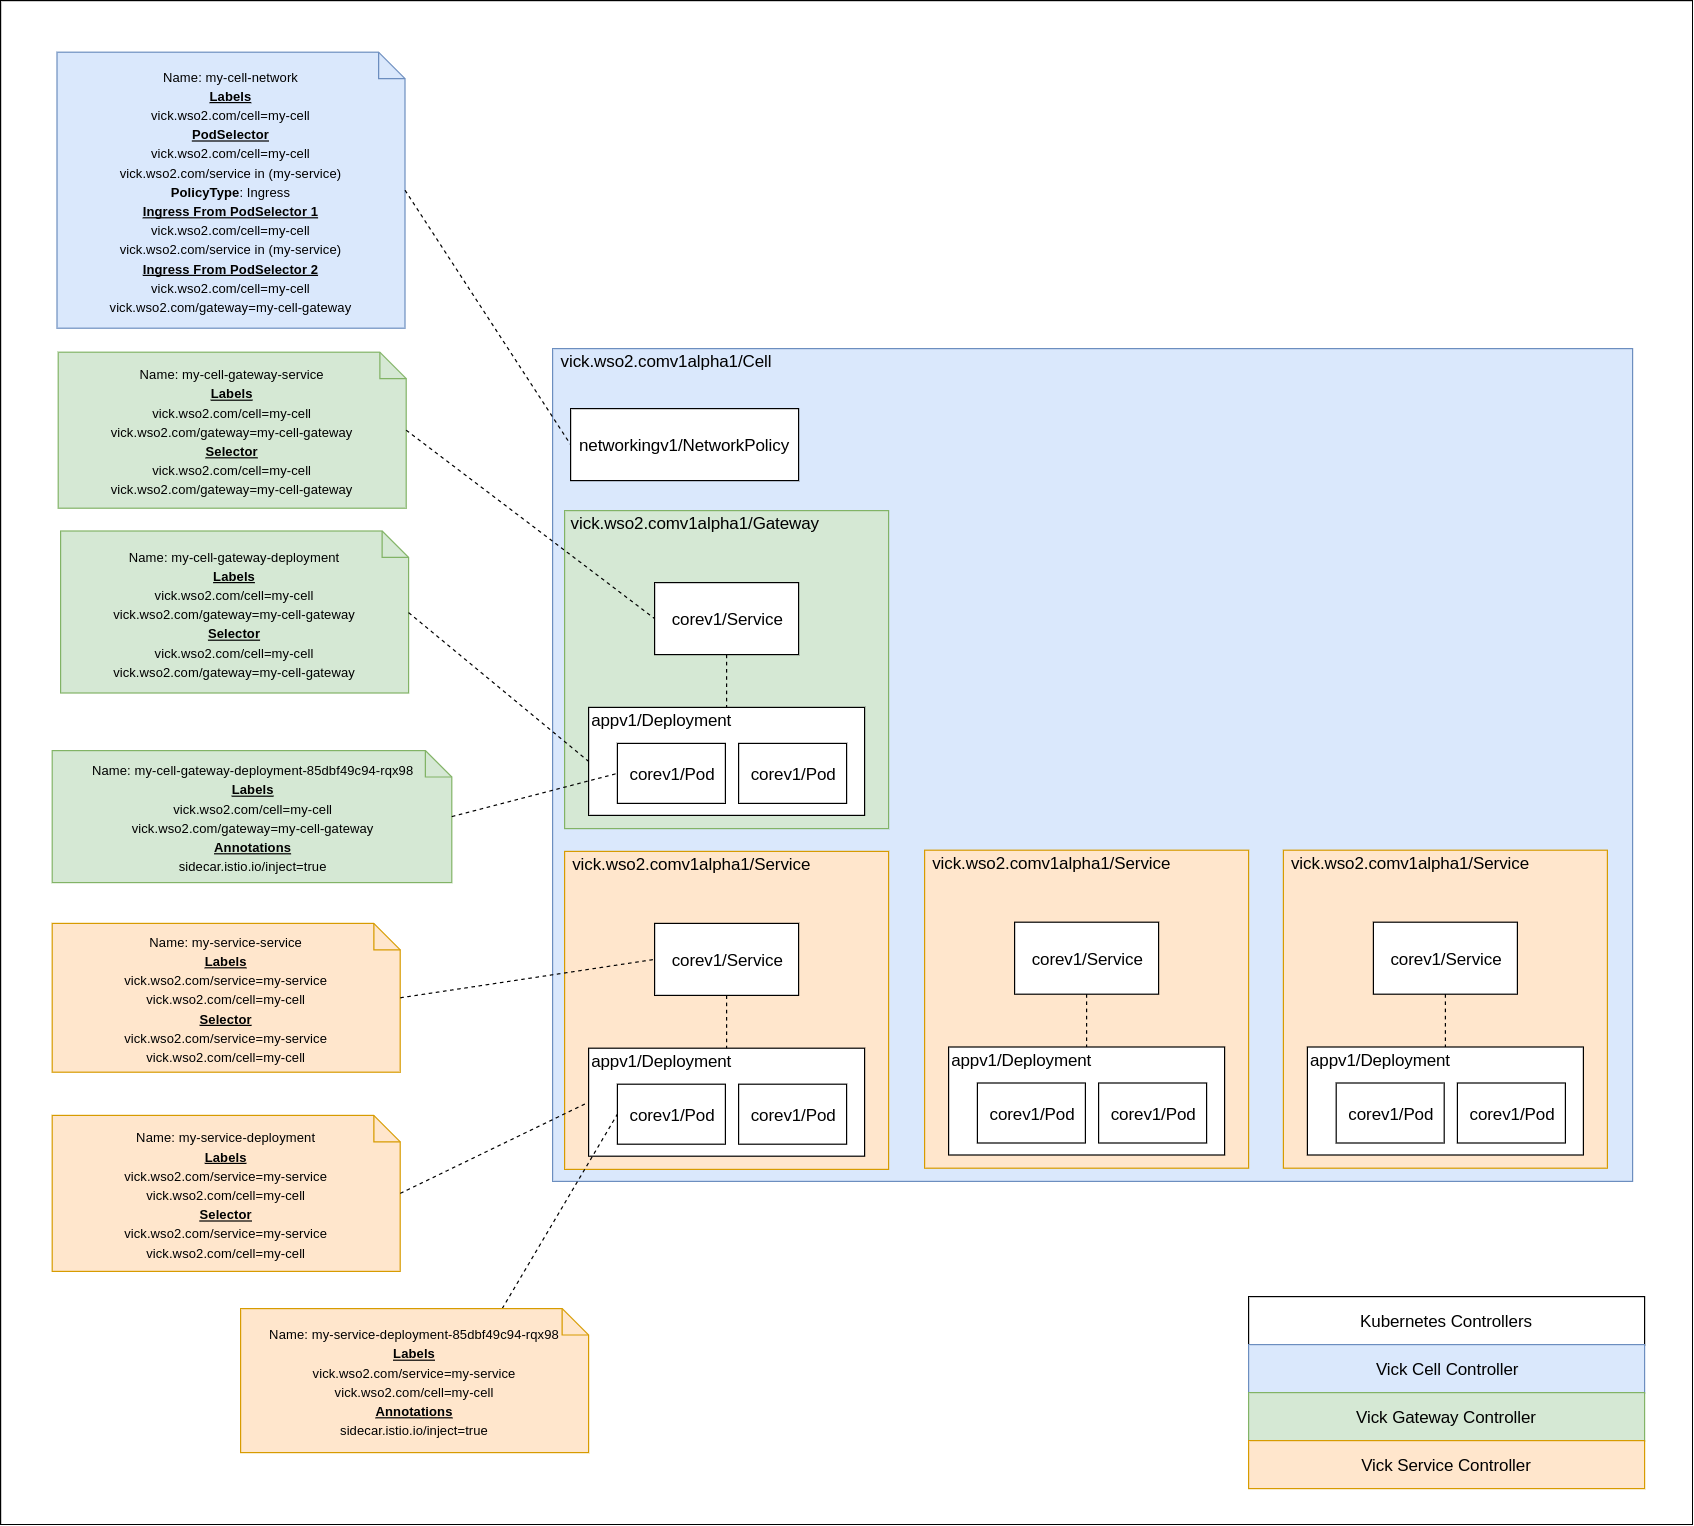 Name: my-cell-network
Labels
vick.wso2.com/cell=my-cell
PodSelector
vick.wso2.com/cell=my-cell
vick.wso2.com/service in (my-service)
PolicyType: Ingress
Ingress From PodSelector 1
vick.wso2.com/cell=my-cell
vick.wso2.com/service in (my-service)
Ingress From PodSelector 2
vick.wso2.com/cell=my-cell
vick.wso2.com/gateway=my-cell-gateway
Name: my-cell-gateway-service
Labels
vick.wso2.com/cell=my-cell
vick.wso2.com/gateway=my-cell-gateway
Selector
vick.wso2.com/cell=my-cell
vick.wso2.com/gateway=my-cell-gateway
Name: my-cell-gateway-deployment
Labels
vick.wso2.com/cell=my-cell
vick.wso2.com/gateway=my-cell-gateway
Selector
vick.wso2.com/cell=my-cell
vick.wso2.com/gateway=my-cell-gateway
Name: my-cell-gateway-deployment-85dbf49c94-rqx98
Labels
vick.wso2.com/cell=my-cell
vick.wso2.com/gateway=my-cell-gateway
Annotations
sidecar.istio.io/inject=true
Name: my-service-service
Labels
vick.wso2.com/service=my-service
vick.wso2.com/cell=my-cell
Selector
vick.wso2.com/service=my-service
vick.wso2.com/cell=my-cell
Name: my-service-deployment
Labels
vick.wso2.com/service=my-service
vick.wso2.com/cell=my-cell
Selector
vick.wso2.com/service=my-service
vick.wso2.com/cell=my-cell
Name: my-service-deployment-85dbf49c94-rqx98
Labels
vick.wso2.com/service=my-service
vick.wso2.com/cell=my-cell
Annotations
sidecar.istio.io/inject=true
vick.wso2.comv1alpha1/Cell
networkingv1/NetworkPolicy
vick.wso2.comv1alpha1/Gateway
corev1/Service
appv1/Deployment
corev1/Pod
corev1/Pod
vick.wso2.comv1alpha1/Service
corev1/Service
appv1/Deployment
corev1/Pod
corev1/Pod
vick.wso2.comv1alpha1/Service
corev1/Service
appv1/Deployment
corev1/Pod
corev1/Pod
vick.wso2.comv1alpha1/Service
corev1/Service
appv1/Deployment
corev1/Pod
corev1/Pod
Kubernetes Controllers
Vick Cell Controller
Vick Gateway Controller
Vick Service Controller